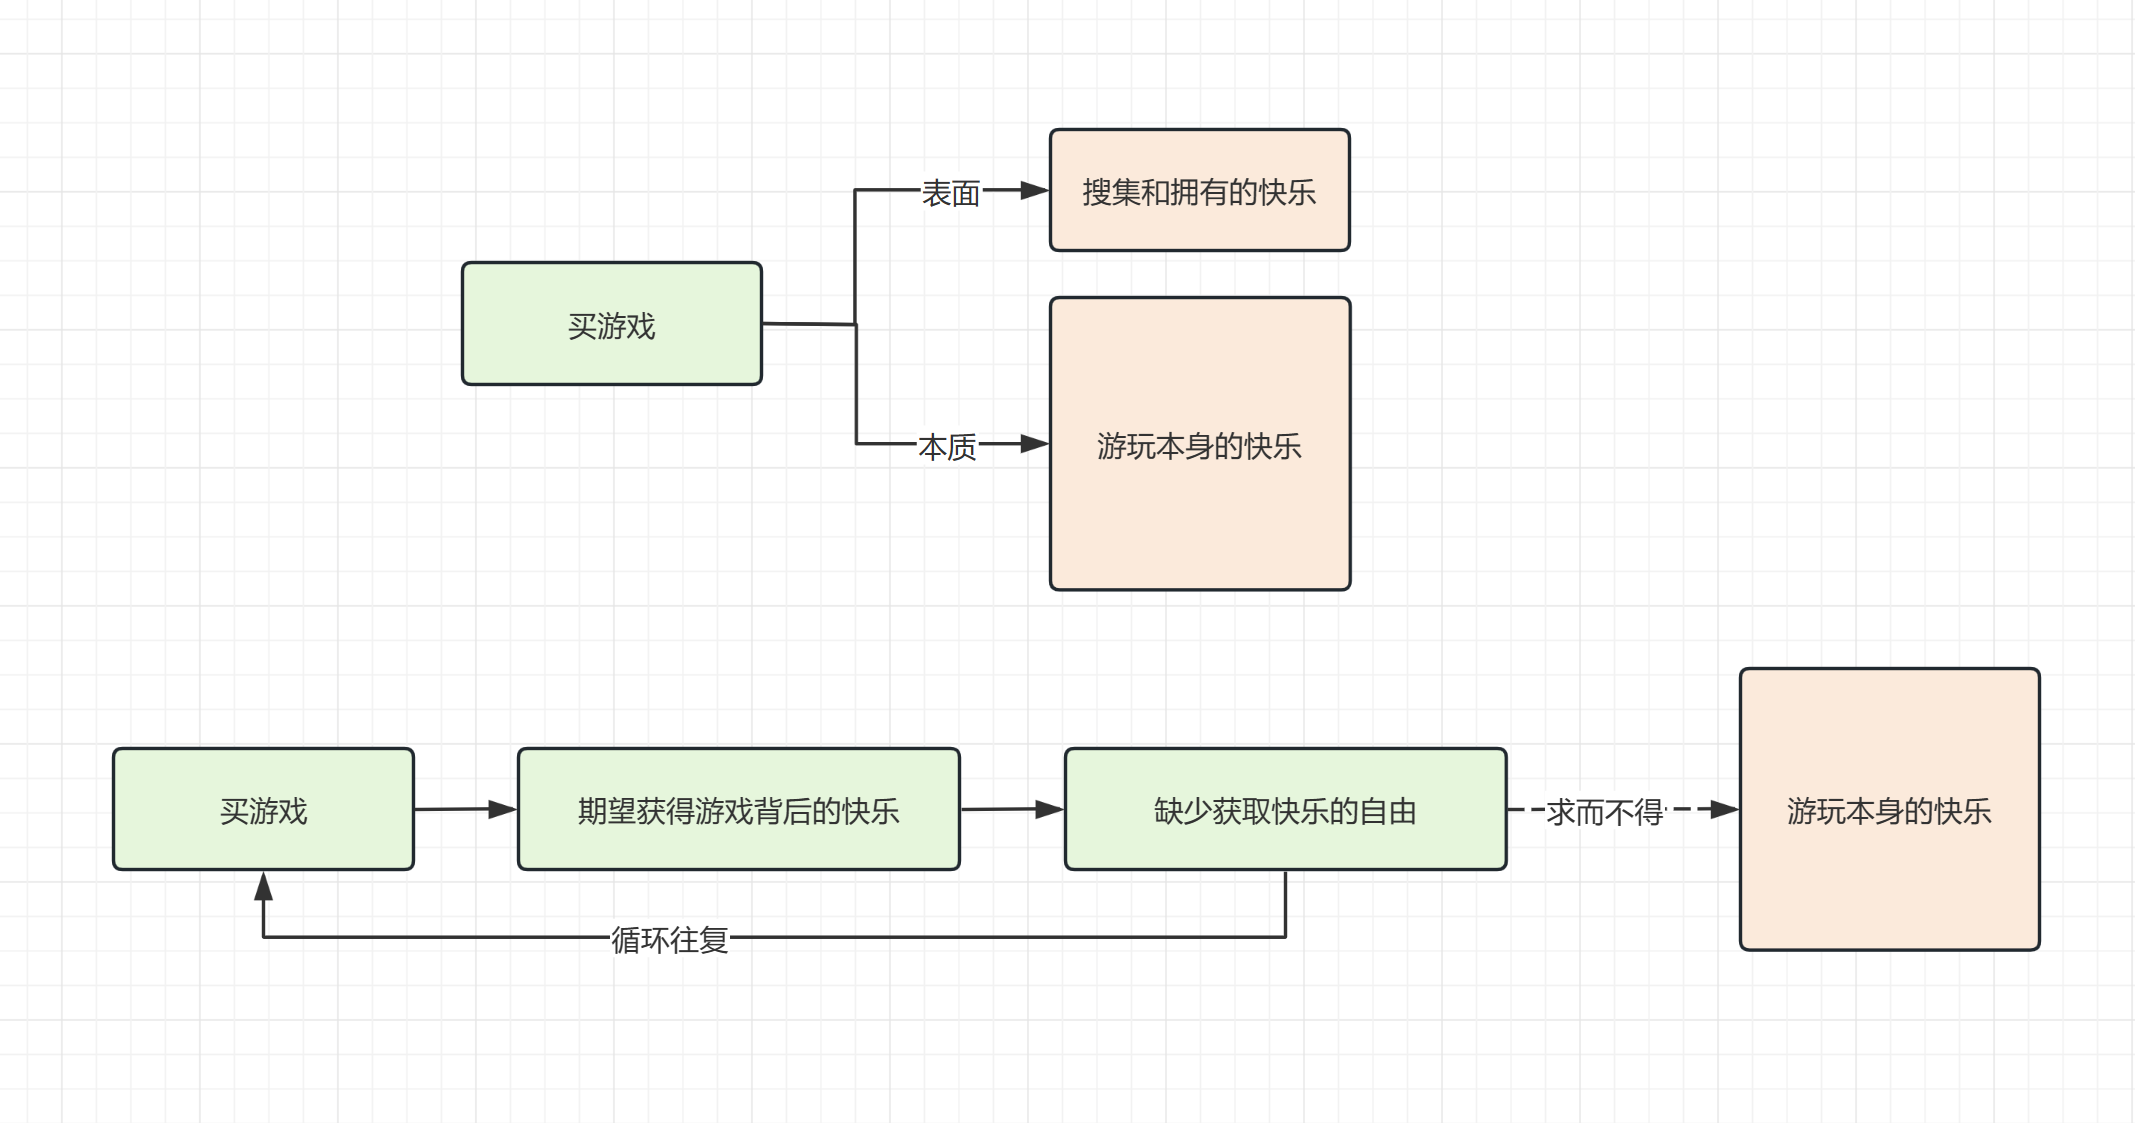 表面
搜集和拥有的快乐
买游戏
本质
游玩本身的快乐
买游戏
期望获得游戏背后的快乐
缺少获取快乐的自由
求而不得
游玩本身的快乐
循环往复